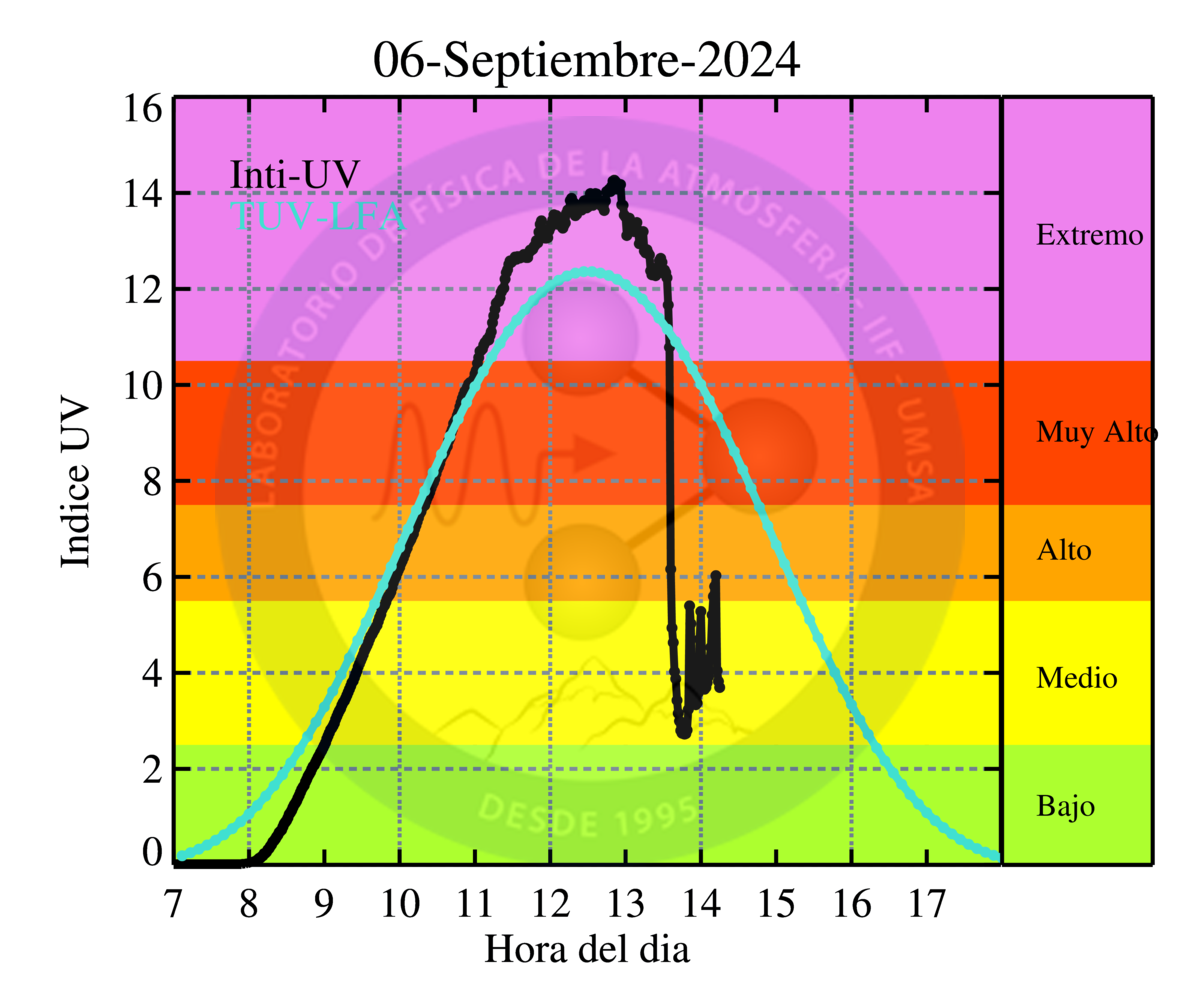 06-Septiembre-2024
Inti-UV
TUV-LFA
LABORATORIO DE FÍSICA DE LA ATMÓSFERA - IIF - UMSA
DESDE 1995
Indice UV
16
14
12
10
8
6
4
2
0
Extremo
Muy Alto
Alto
Medio
Bajo
7 8 9 10 11 12 13 14 15 16 17
Hora del dia